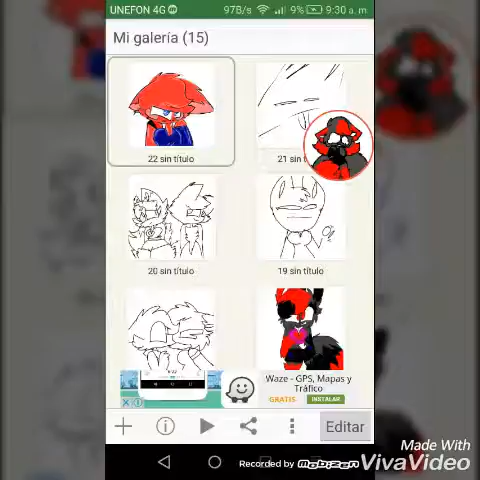 UNEFON 4G 97B/s 9% 9:30 a. m.
Mi galería (15)
22 sin título
21 sin t
20 sin título
19 sin título
Waze - GPS, Mapas y
Tráfico
GRATIS INSTALAR
Editar
Made With
Recorded by mobizen VivaVideo